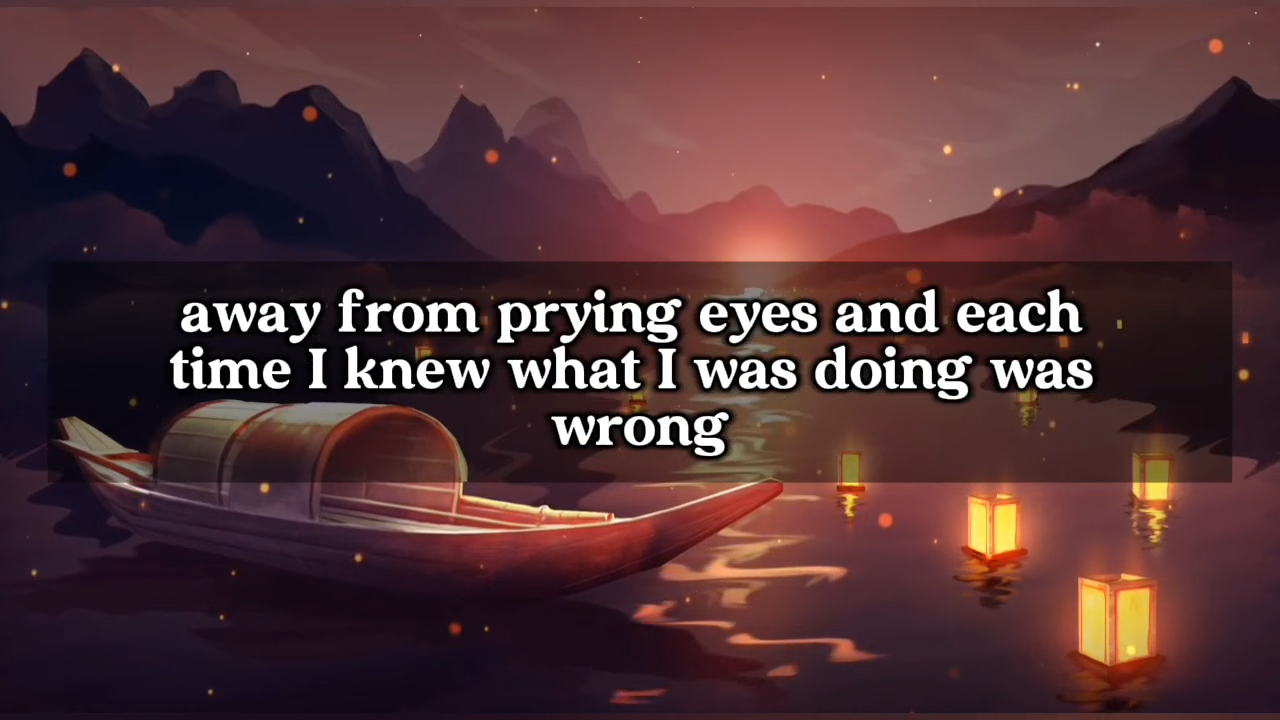 away from prying eyes and each
time I knew what I was doing was
wrong